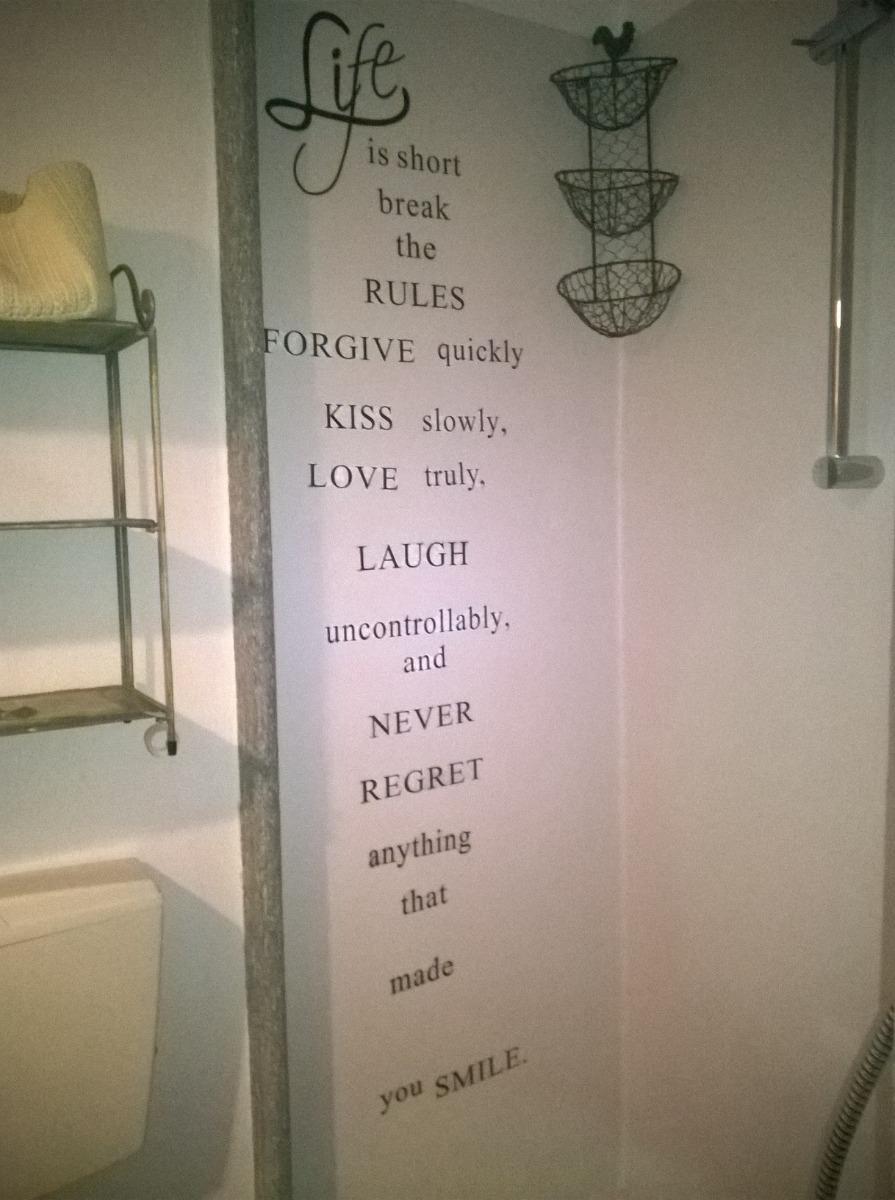 Life
is short
break
the
RULES
FORGIVE quickly
KISS slowly,
LOVE truly,
LAUGH
uncontrollably,
and
NEVER
REGRET
anything
that
made
you SMILE.